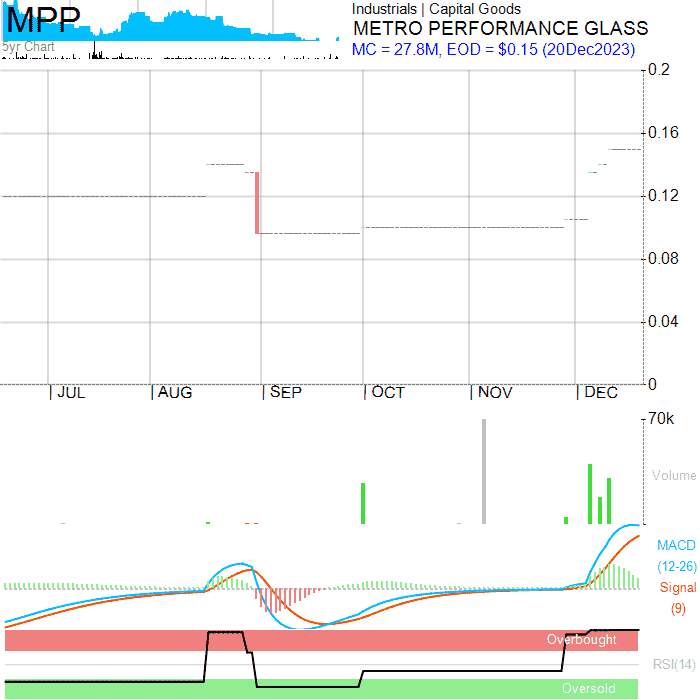 MPP
5yr Chart
Industrials | Capital Goods
METRO PERFORMANCE GLASS
MC = 27.8M, EOD = $0.15 (20Dec2023)
0.2
0.16
0.12
0.08
0.04
0
JUL
AUG
SEP
OCT
NOV
DEC
70k
Volume
MACD
(12-26)
Signal
(9)
Overbought
RSI(14)
Oversold